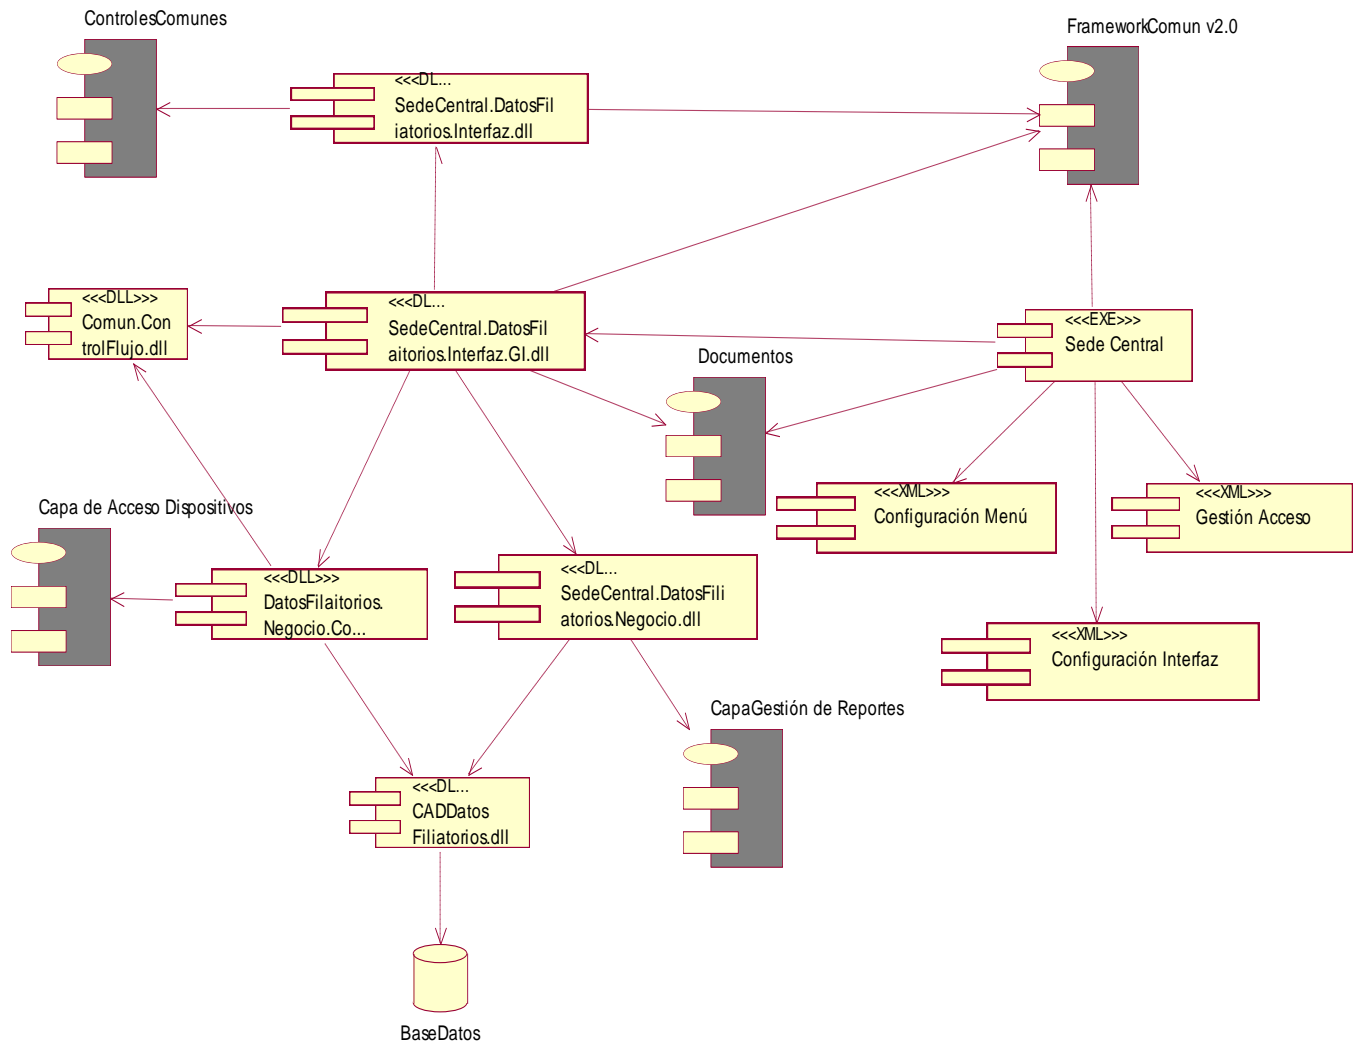 ControlesComunes
FrameworkComun v2.0
<<<DL...
SedeCentral.DatosFil
iatorios.Interfaz.dll
<<<DLL>>>
Comun.Con
trolFlujo.dll
<<<DL...
SedeCentral.DatosFil
aitorios.Interfaz.GI.dll
<<<EXE>>>
Sede Central
Documentos
<<<XML>>>
Configuración Menú
<<<XML>>>
Gestión Acceso
Capa de Acceso Dispositivos
<<<DLL>>>
DatosFilaitorios.
Negocio.Co...
<<<DL...
SedeCentral.DatosFili
atorios.Negocio.dll
<<<XML>>>
Configuración Interfaz
CapaGestión de Reportes
<<<DL...
CADDatos
Filiatorios.dll
BaseDatos